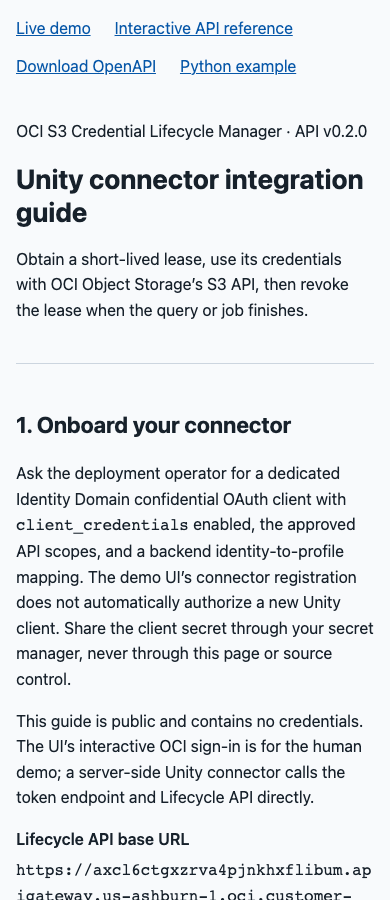 Live demo Interactive API reference
Download OpenAPI Python example
OCI S3 Credential Lifecycle Manager · API v0.2.0
Unity connector integration
guide
Obtain a short-lived lease, use its credentials
with OCI Object Storage’s S3 API, then revoke
the lease when the query or job finishes.
1. Onboard your connector
Ask the deployment operator for a dedicated
Identity Domain confidential OAuth client with
client_credentials enabled, the approved
API scopes, and a backend identity-to-profile
mapping. The demo UI’s connector registration
does not automatically authorize a new Unity
client. Share the client secret through your secret
manager, never through this page or source
control.
This guide is public and contains no credentials.
The UI’s interactive OCI sign-in is for the human
demo; a server-side Unity connector calls the
token endpoint and Lifecycle API directly.
Lifecycle API base URL
https://axcl6ctgxzrva4pjnkhxflibum.ap
igateway.us-ashburn-1.oci.customer-